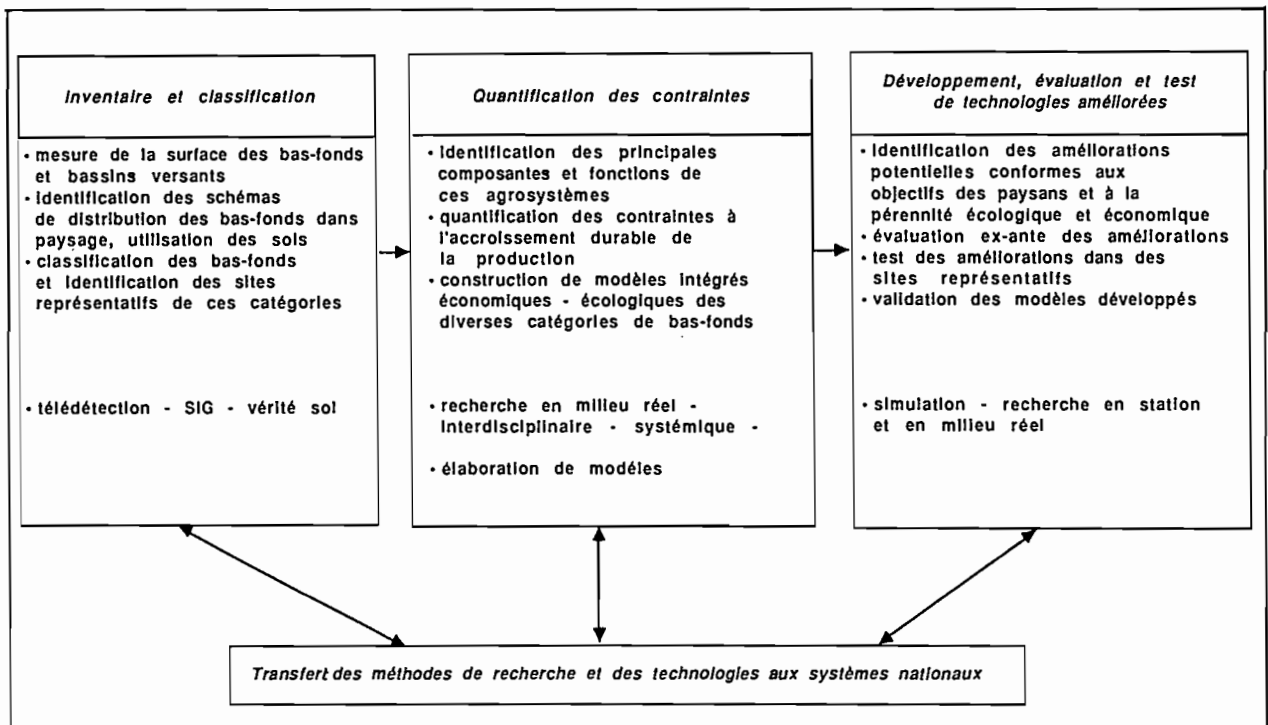 Inventaire et classification
• mesure de la surface des bas-fonds
et bassins versants
• identification des schémas
de distribution des bas-fonds dans
paysage, utilisation des sols
• classification des bas-fonds
et identification des sites
représentatifs de ces catégories
• télédétection - SIG - vérité sol
Quantification des contraintes
• identification des principales
composantes et fonctions de
ces agrosystèmes
• quantification des contraintes à
l'accroissement durable de
la production
• construction de modèles intégrés
économiques - écologiques des
diverses catégories de bas-fonds
• recherche en milieu réel -
interdisciplinaire - systémique -
• élaboration de modéles
Développement, évaluation et test
de technologies améliorées
• identification des améliorations
potentielles conformes aux
objectifs des paysans et à la
pérennité écologique et économique
• évaluation ex-ante des améliorations
• test des améliorations dans des
sites représentatifs
• validation des modèles développés
• simulation - recherche en station
et en milieu réel
Transfert des méthodes de recherche et des technologies aux systèmes nationaux